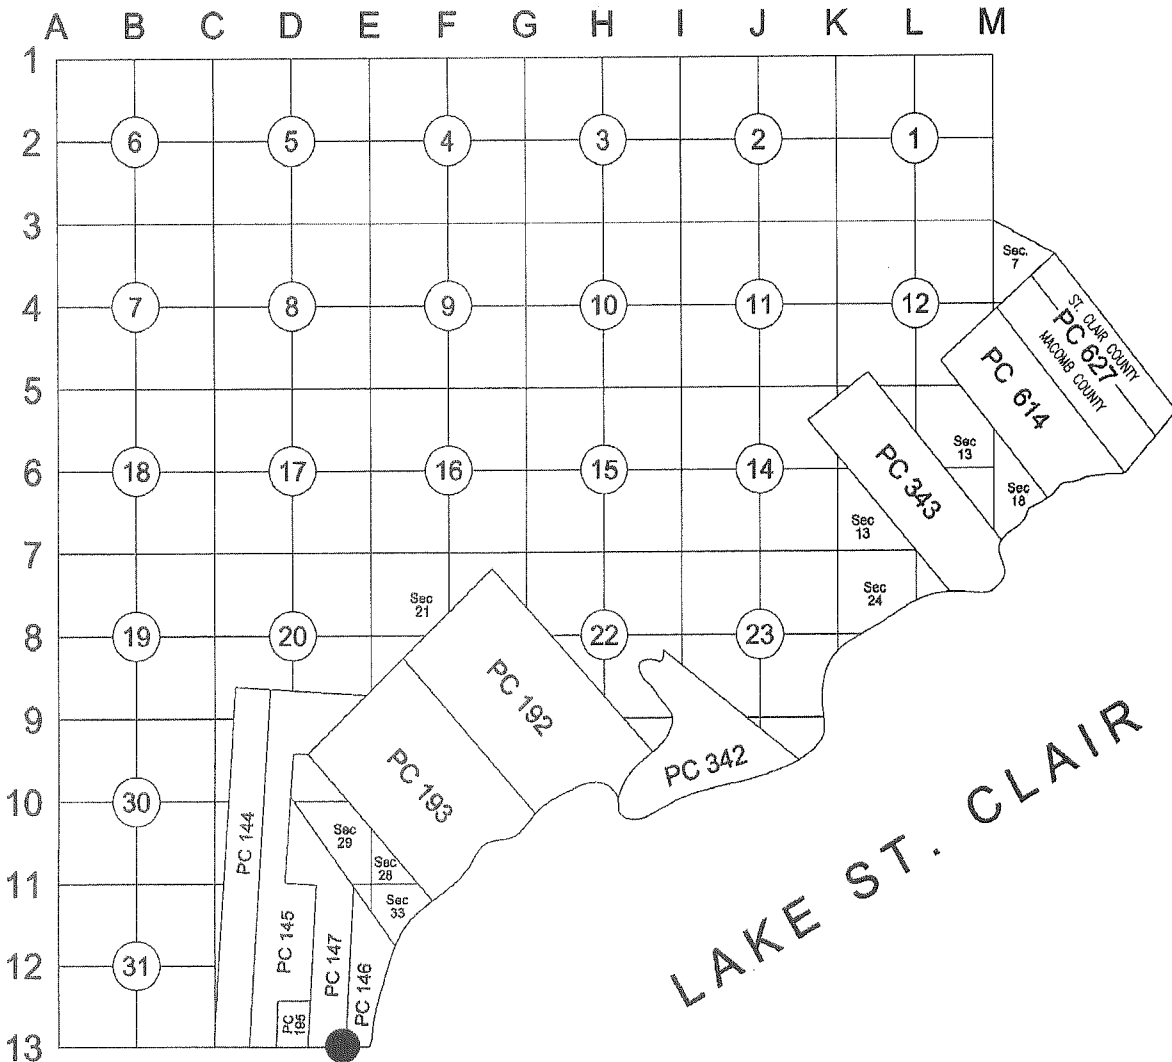 A B C D E F G H I J K L M
1
2 6 5 4 3 2 1
3
Sec.
7
4 7 8 9 10 11 12
ST. CLAIR COUNTY
PC 627
MACOMB COUNTY
PC 614
5
Sec
13
6 18 17 16 15 14
PC 343
Sec
18
Sec
13
7
Sec
21
Sec
24
8 19 20 22 23
PC 192
9
PC 342
PC 193
10 30
PC 144
Sec
29
Sec
28
11
Sec
33
PC 145
PC 147
12 31
PC 146
PC
195
13
LAKE ST. CLAIR